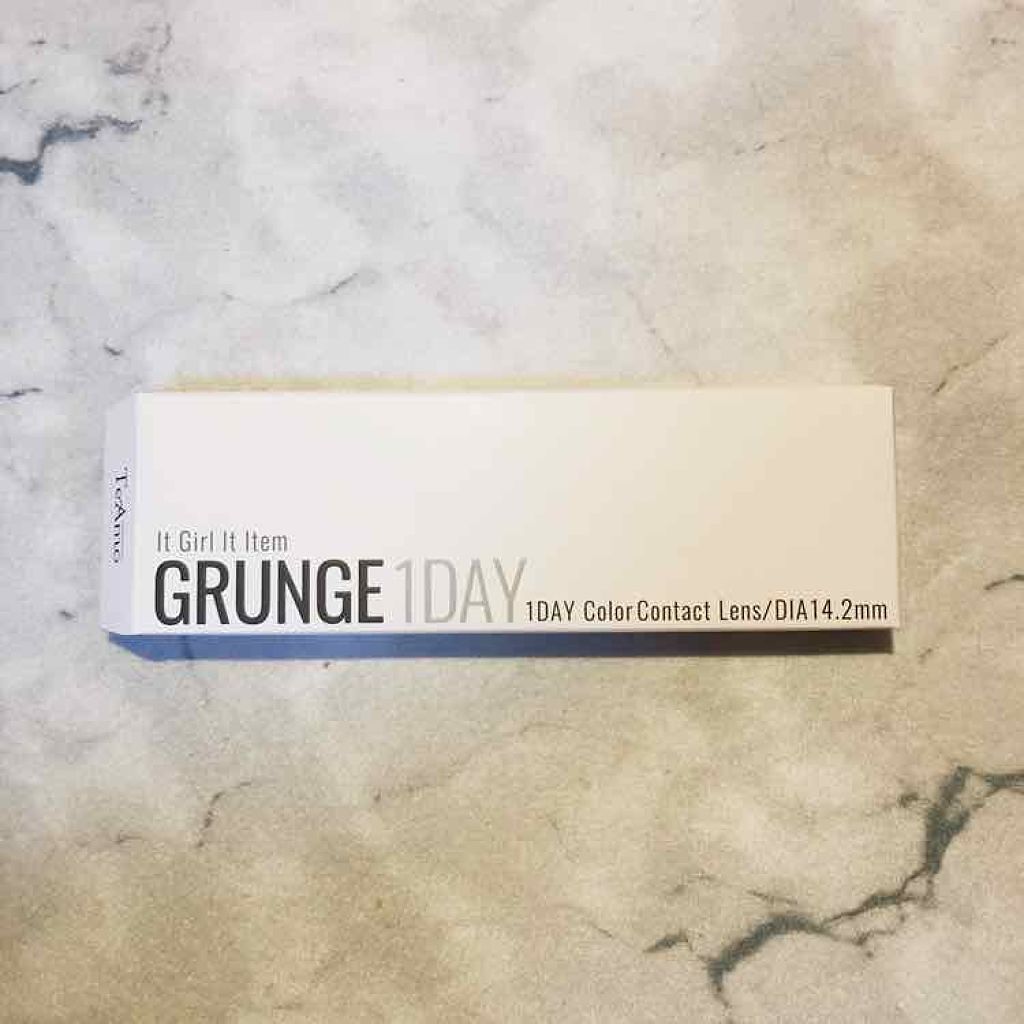 TeAmo
It Girl It Item
GRUNGE 1DAY
1DAY Color Contact Lens/DIA14.2mm